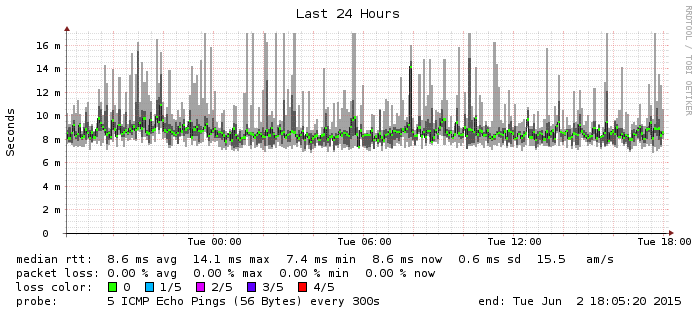 Last 24 Hours
RRDTOOL / TOBI OETIKER
Seconds
16 m
14 m
12 m
10 m
8 m
6 m
4 m
2 m
0
Tue 00:00 Tue 06:00 Tue 12:00 Tue 18:00
median rtt: 8.6 ms avg 14.1 ms max 7.4 ms min 8.6 ms now 0.6 ms sd 15.5 am/s
packet loss: 0.00 % avg 0.00 % max 0.00 % min 0.00 % now
loss color: 0 1/5 2/5 3/5 4/5
probe: 5 ICMP Echo Pings (56 Bytes) every 300s end: Tue Jun 2 18:05:20 2015